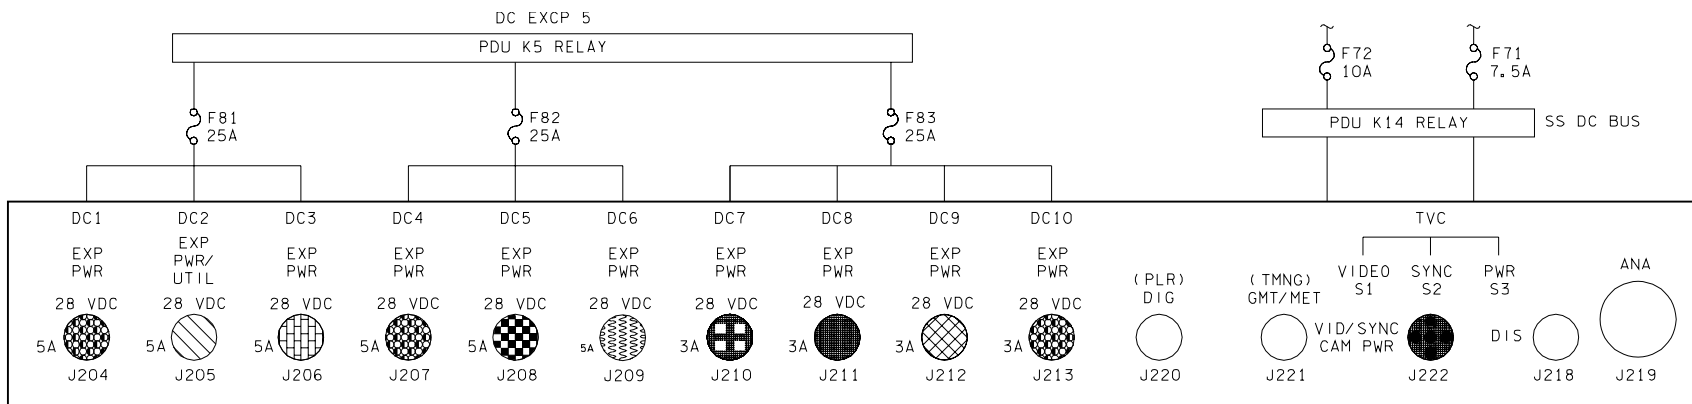 DC EXCP 5
PDU K5 RELAY
F72
10A
F71
7.5A
F81
25A
F82
25A
F83
25A
PDU K14 RELAY
SS DC BUS
DC1
DC2
DC3
DC4
DC5
DC6
DC7
DC8
DC9
DC10
TVC
EXP
PWR
EXP
PWR/
UTIL
EXP
PWR
EXP
PWR
EXP
PWR
EXP
PWR
EXP
PWR
EXP
PWR
EXP
PWR
EXP
PWR
(PLR)
DIG
(TMNG)
GMT/MET
VIDEO
S1
SYNC
S2
PWR
S3
ANA
28 VDC
28 VDC
28 VDC
28 VDC
28 VDC
28 VDC
28 VDC
28 VDC
28 VDC
28 VDC
5A
5A
5A
5A
5A
5A
3A
3A
3A
3A
VID/SYNC
CAM PWR
DIS
J204
J205
J206
J207
J208
J209
J210
J211
J212
J213
J220
J221
J222
J218
J219